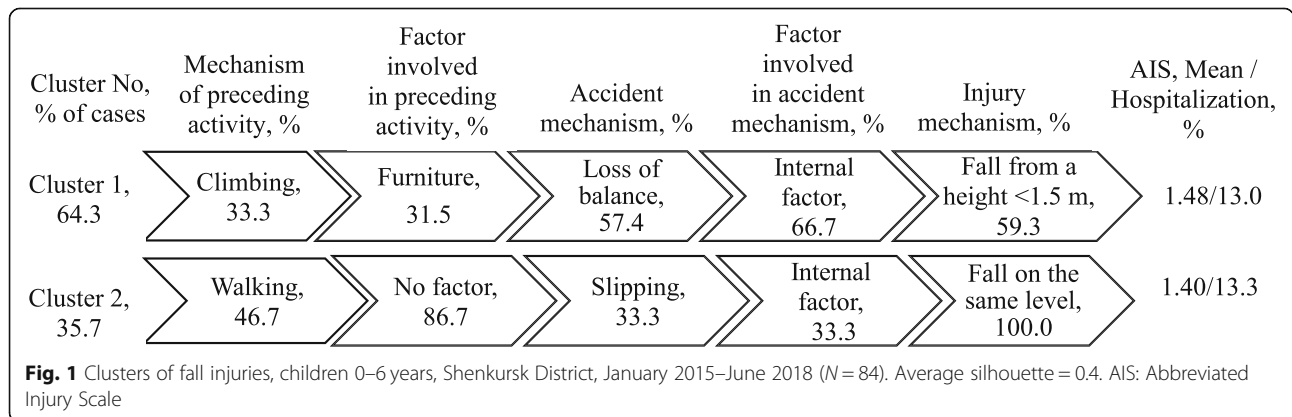 Cluster No,
% of cases
Mechanism
of preceding
activity, %
Factor
involved
in preceding
activity, %
Accident
mechanism, %
Factor
involved
in accident
mechanism, %
Injury
mechanism, %
AIS, Mean /
Hospitalization,
%
Cluster 1,
64.3
Climbing,
33.3
Furniture,
31.5
Loss of
balance,
57.4
Internal
factor,
66.7
Fall from a
height <1.5 m,
59.3
1.48/13.0
Cluster 2,
35.7
Walking,
46.7
No factor,
86.7
Slipping,
33.3
Internal
factor,
33.3
Fall on the
same level,
100.0
1.40/13.3
Fig. 1 Clusters of fall injuries, children 0–6 years, Shenkursk District, January 2015–June 2018 (N = 84). Average silhouette = 0.4. AIS: Abbreviated
Injury Scale